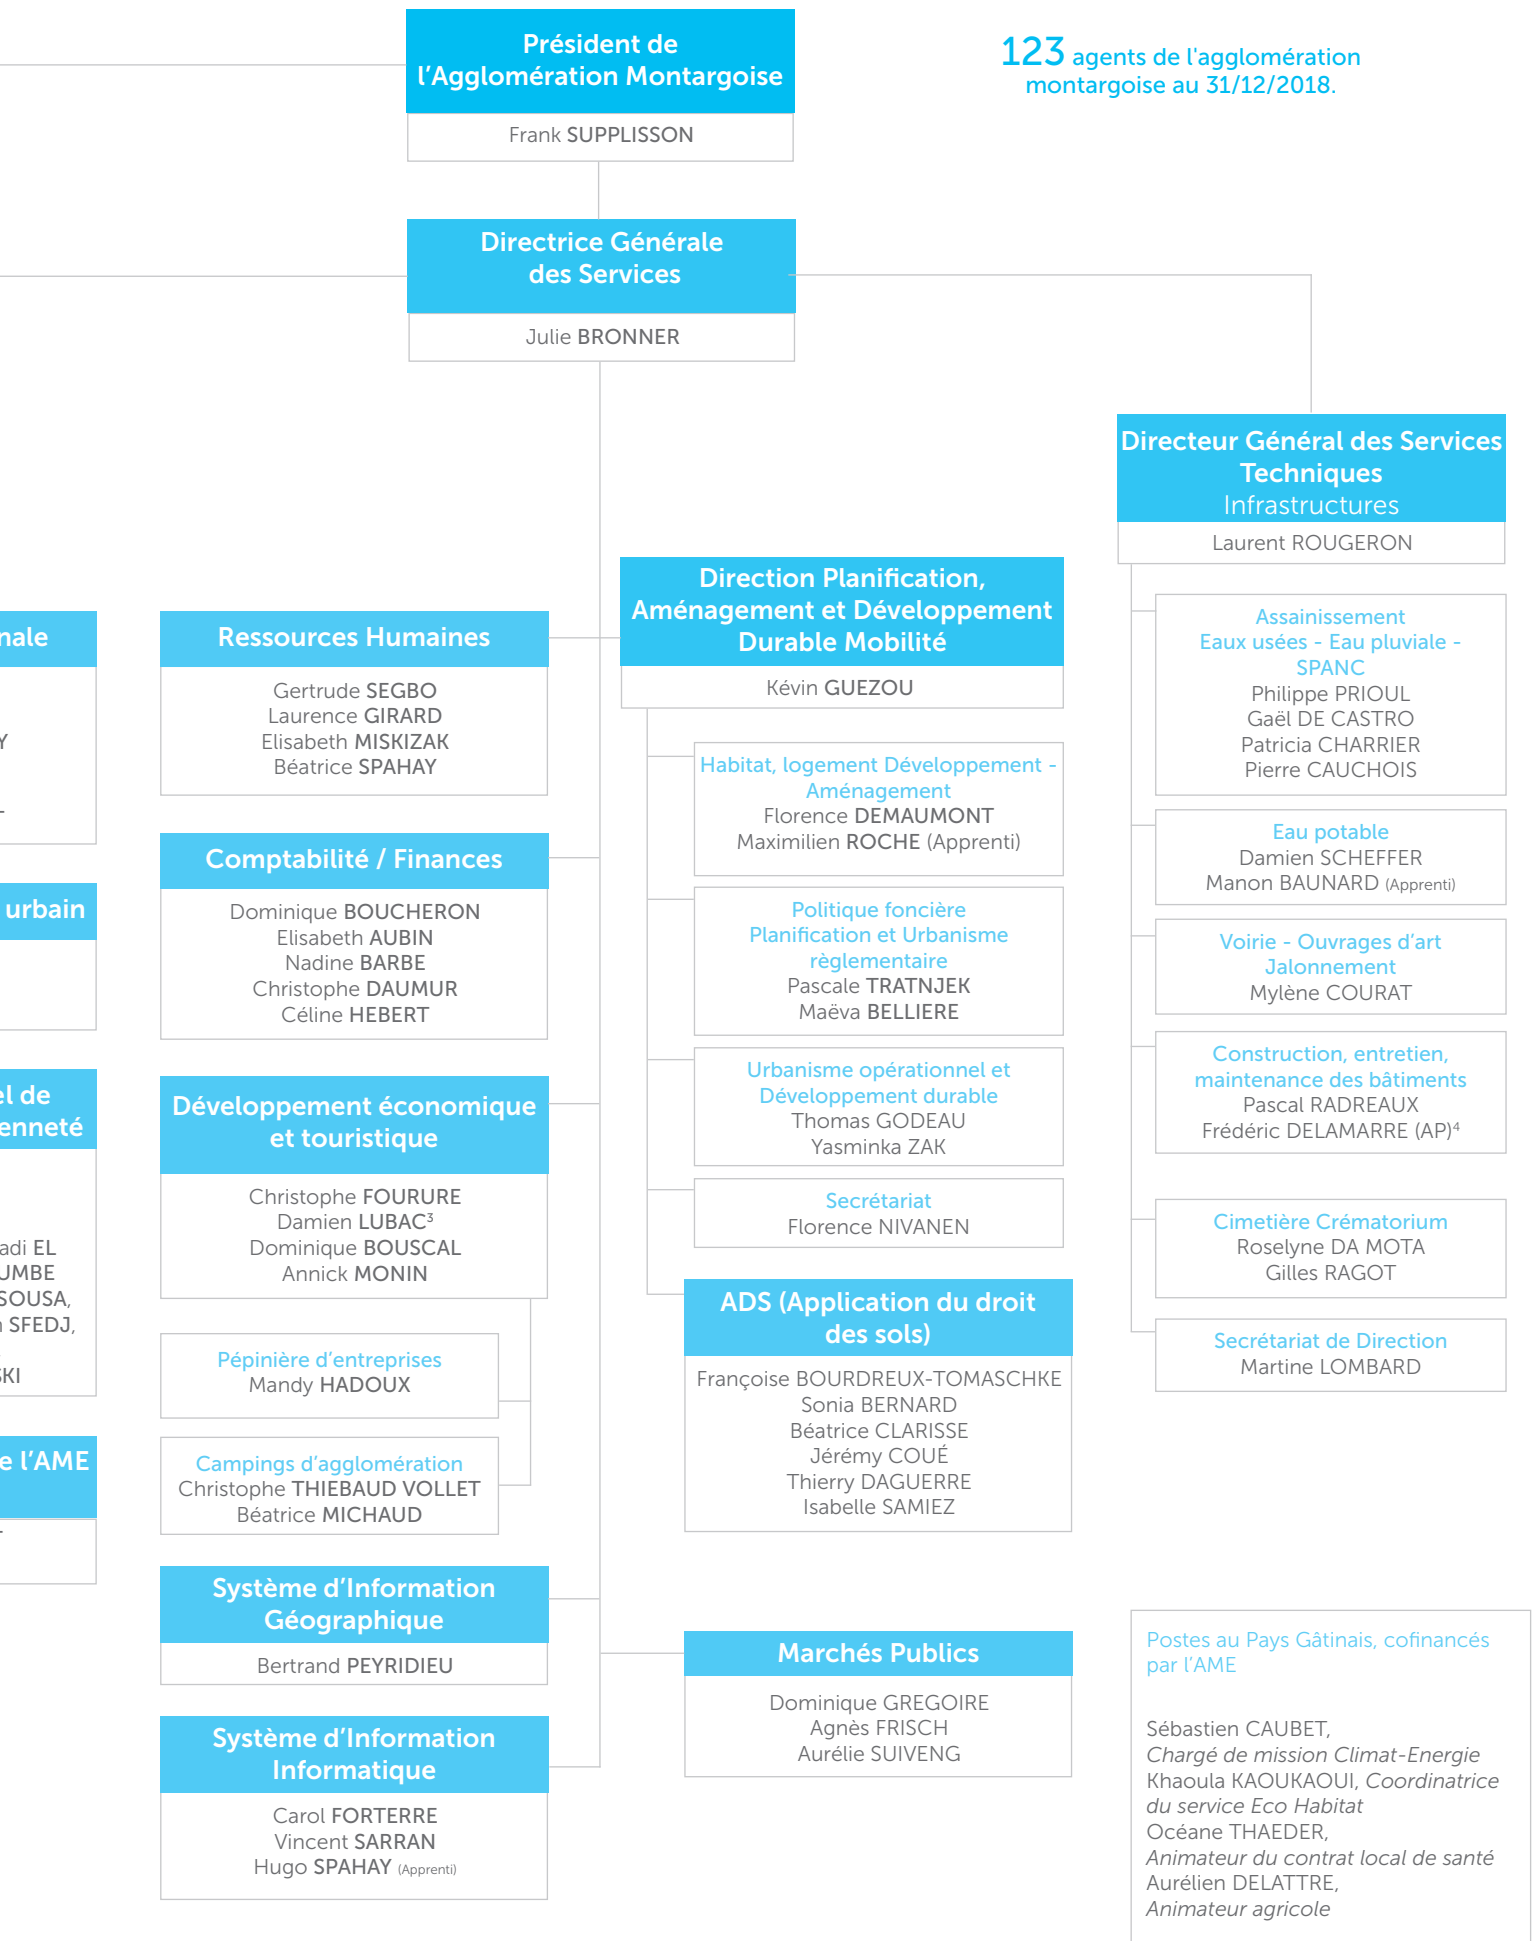 Président de
l'Agglomération Montargoise
Frank SUPPLISSON
123 agents de l'agglomération
montargoise au 31/12/2018.
Directrice Générale
des Services
Julie BRONNER
Directeur Général des Services
Techniques
Infrastructures
Laurent ROUGERON
nale
Y
urbain
el de
enneté
adi EL
UMBE
SOUSA,
SFEDJ,
SKI
e l'AME
Ressources Humaines
Gertrude SEGBO
Laurence GIRARD
Elisabeth MISKIZAK
Béatrice SPAHAY
Comptabilité / Finances
Dominique BOUCHERON
Elisabeth AUBIN
Nadine BARBE
Christophe DAUMUR
Céline HEBERT
Développement économique
et touristique
Christophe FOURURE
Damien LUBAC³
Dominique BOUSCAL
Annick MONIN
Pépinière d'entreprises
Mandy HADOUX
Campings d'agglomération
Christophe THIEBAUD VOLLET
Béatrice MICHAUD
Système d'Information
Géographique
Bertrand PEYRIDIEU
Système d'Information
Informatique
Carol FORTERRE
Vincent SARRAN
Hugo SPAHAY (Apprenti)
Direction Planification,
Aménagement et Développement
Durable Mobilité
Kévin GUEZOU
Habitat, logement Développement -
Aménagement
Florence DEMAUMONT
Maximilien ROCHE (Apprenti)
Politique foncière
Planification et Urbanisme
règlementaire
Pascale TRATNJEK
Maëva BELLIERE
Urbanisme opérationnel et
Développement durable
Thomas GODEAU
Yasminka ZAK
Secrétariat
Florence NIVANEN
ADS (Application du droit
des sols)
Françoise BOURDREUX-TOMASCHKE
Sonia BERNARD
Béatrice CLARISSE
Jérémy COUÉ
Thierry DAGUERRE
Isabelle SAMIEZ
Marchés Publics
Dominique GREGOIRE
Agnès FRISCH
Aurélie SUIVENG
Assainissement
Eaux usées - Eau pluviale -
SPANC
Philippe PRIOUL
Gaël DE CASTRO
Patricia CHARRIER
Pierre CAUCHOIS
Eau potable
Damien SCHEFFER
Manon BAUNARD (Apprenti)
Voirie - Ouvrages d'art
Jalonnement
Mylène COURAT
Construction, entretien,
maintenance des bâtiments
Pascal RADREAUX
Frédéric DELAMARRE (AP)⁴
Cimetière Crématorium
Roselyne DA MOTA
Gilles RAGOT
Secrétariat de Direction
Martine LOMBARD
Postes au Pays Gâtinais, cofinancés
par l'AME
Sébastien CAUBET,
Chargé de mission Climat-Energie
Khaoula KAOUKAOUI, Coordinatrice
du service Eco Habitat
Océane THAEDER,
Animateur du contrat local de santé
Aurélien DELATTRE,
Animateur agricole